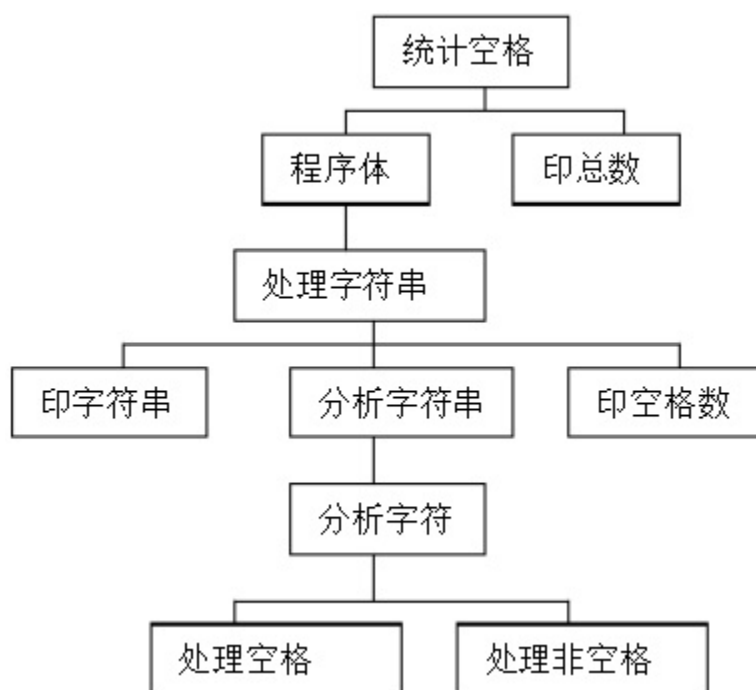 统计空格
程序体
印总数
处理字符串
印字符串
分析字符串
印空格数
分析字符
处理空格
处理非空格